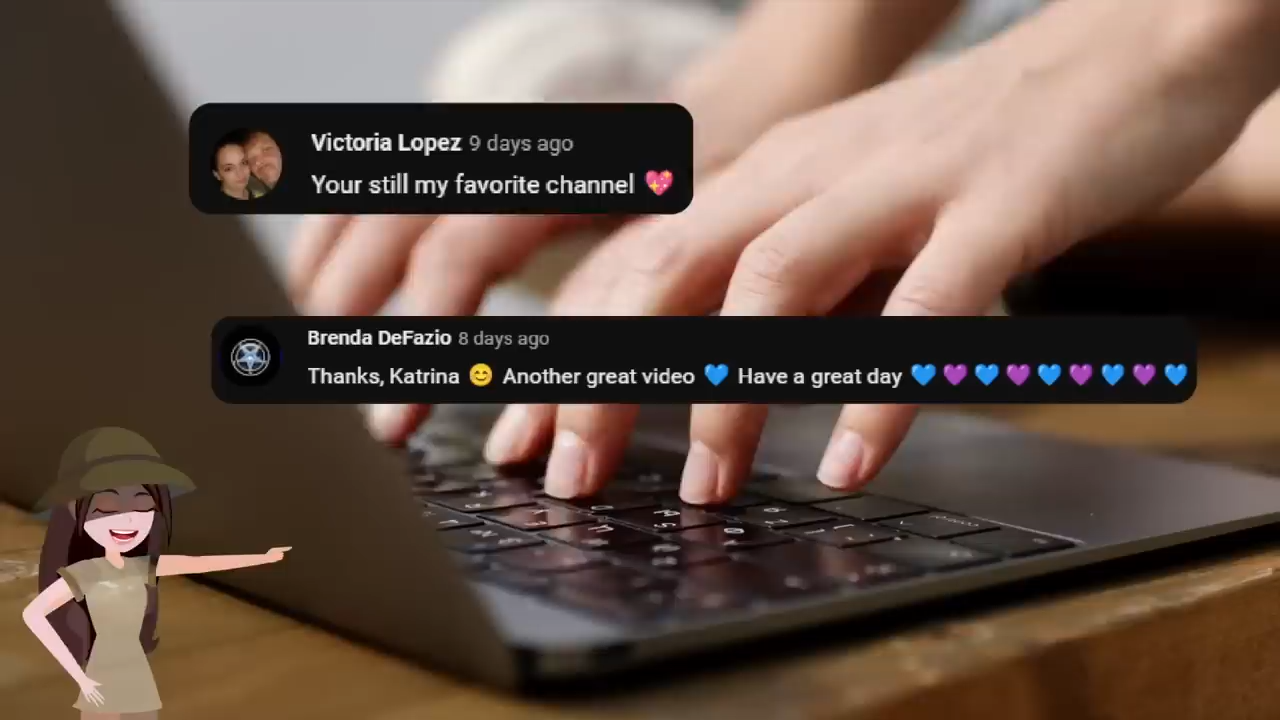 Victoria Lopez 9 days ago
Your still my favorite channel 💖
Brenda DeFazio 8 days ago
Thanks, Katrina 😊 Another great video 💙 Have a great day 💙💜💙💜💙💜💙💜💙